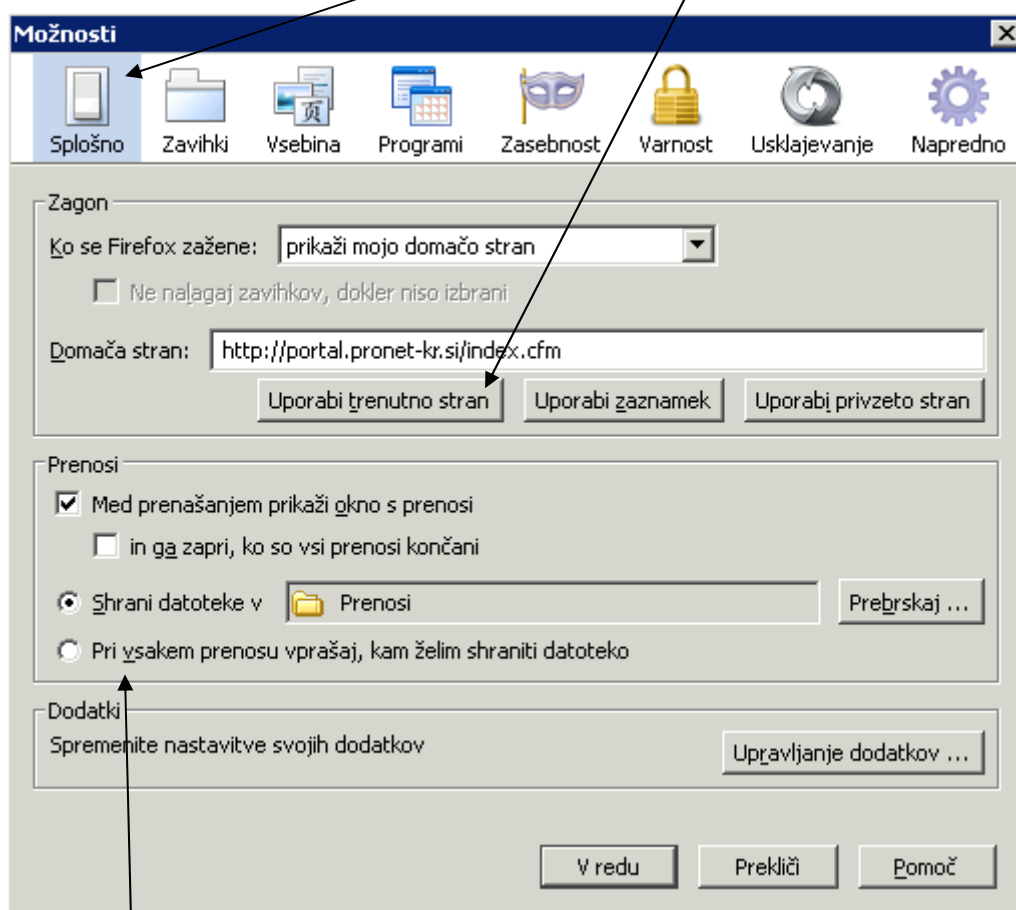 Možnosti
Splošno Zavihki Vsebina Programi Zasebnost Varnost Usklajevanje Napredno
页
Zagon
Ko se Firefox zažene: prikaži mojo domačo stran
Ne nalagaj zavihkov, dokler niso izbrani
Domača stran: http://portal.pronet-kr.si/index.cfm
Uporabi trenutno stran Uporabi zaznamek Uporabi privzeto stran
Prenosi
Med prenašanjem prikaži okno s prenosi
in ga zapri, ko so vsi prenosi končani
Shrani datoteke v Prenosi Prebrskaj ...
Pri vsakem prenosu vprašaj, kam želim shraniti datoteko
Dodatki
Spremenite nastavitve svojih dodatkov Upravljanje dodatkov ...
V redu Prekliči Pomoč